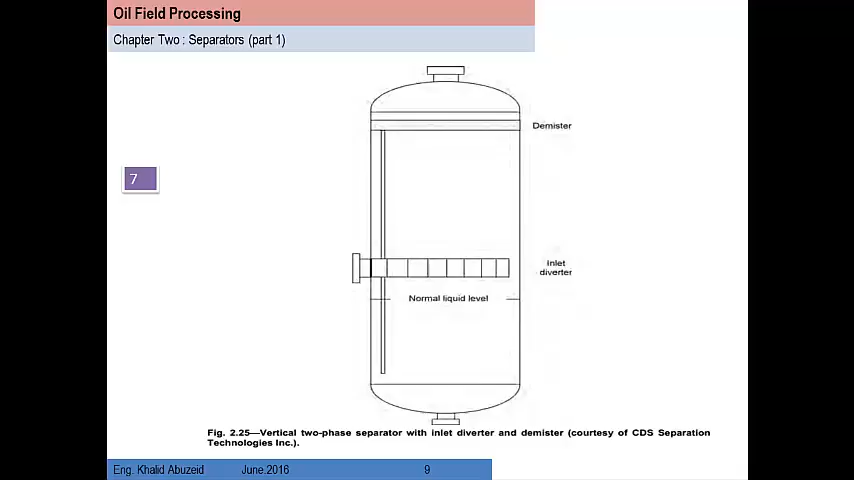 Oil Field Processing
Chapter Two : Separators (part 1)
Demister
7
Inlet
diverter
Normal liquid level
Fig. 2.25—Vertical two-phase separator with inlet diverter and demister (courtesy of CDS Separation
Technologies Inc.).
Eng. Khalid Abuzeid June.2016 9